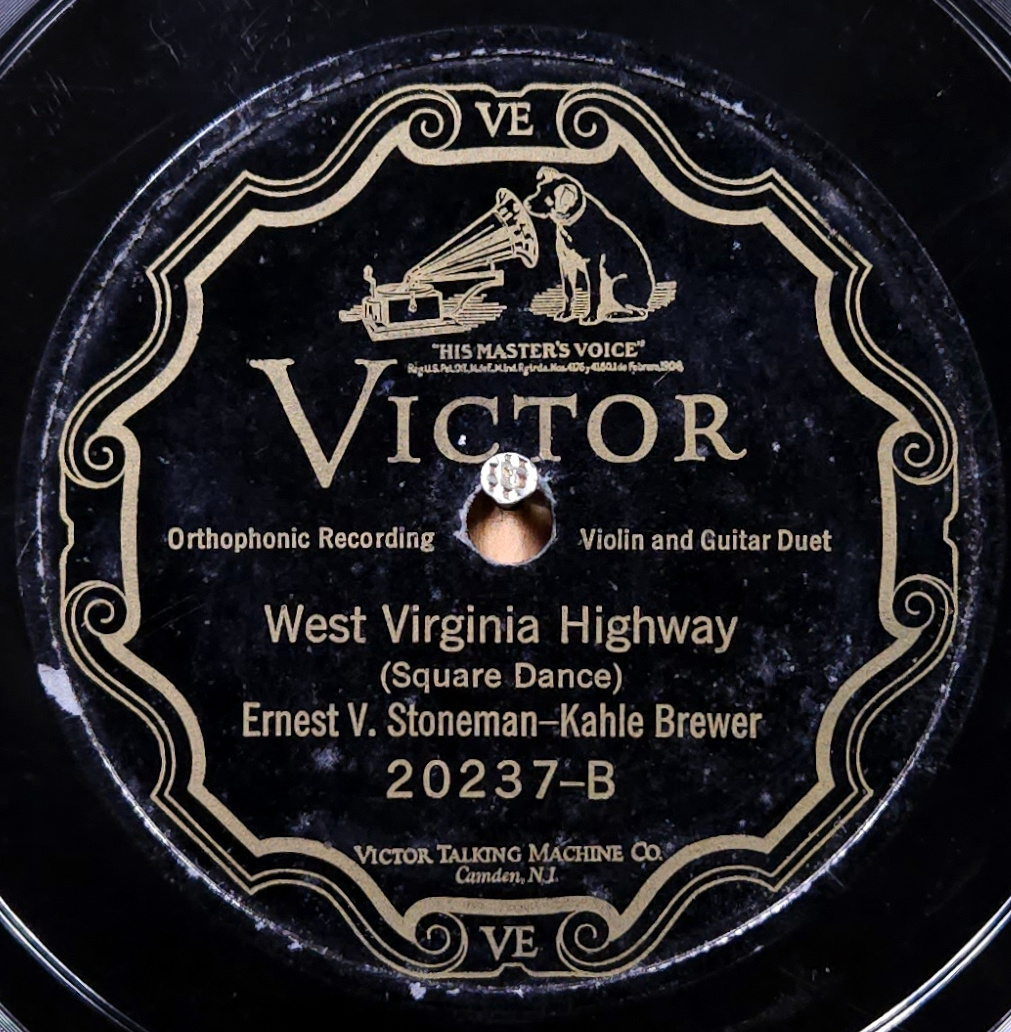 VE
"HIS MASTER'S VOICE"
VICTOR
Orthophonic Recording Violin and Guitar Duet
West Virginia Highway
(Square Dance)
Ernest V. Stoneman–Kahle Brewer
20237–B
VICTOR TALKING MACHINE CO.
Camden, N.J.
VE